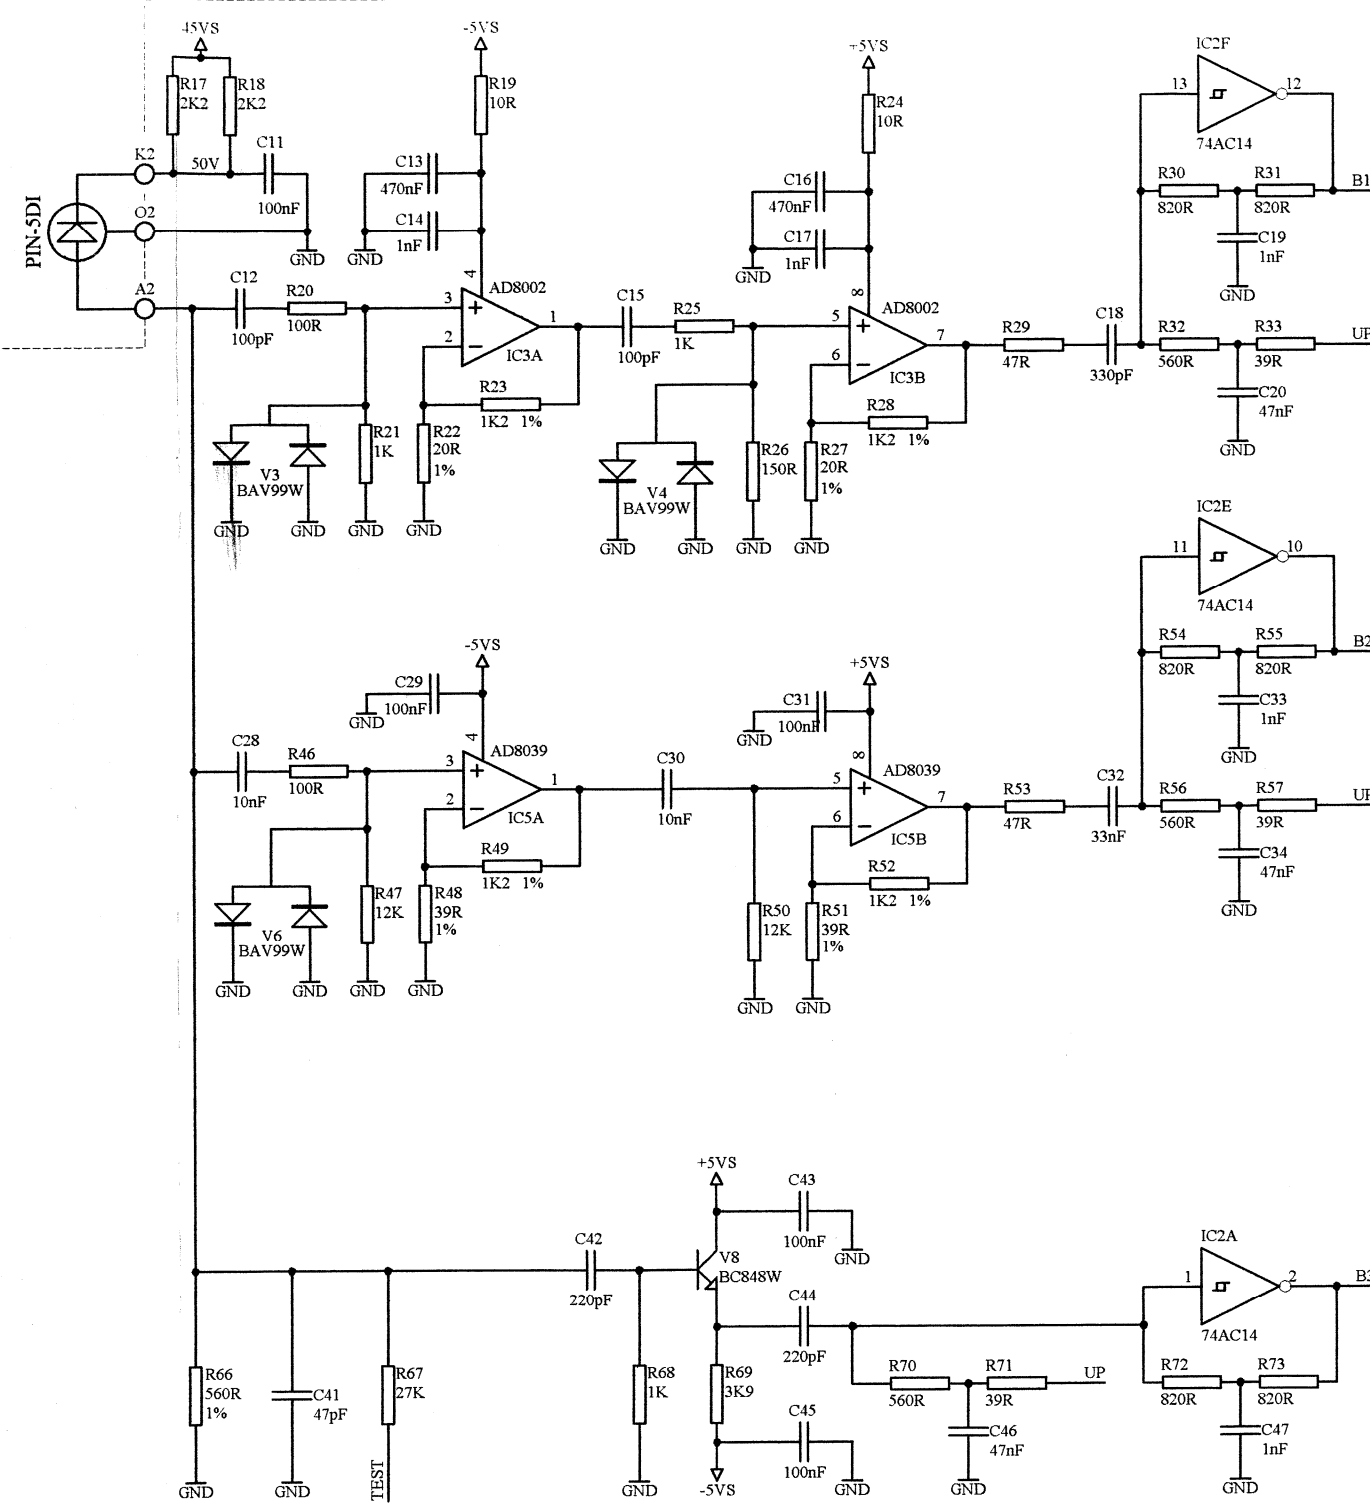 45VS
R17
2K2
R18
2K2
K2
50V
C11
100nF
PIN-5DI
O2
GND
A2
C12
100pF
R20
100R
-5VS
R19
10R
C13
470nF
C14
1nF
GND
4
AD8002
3
2
1
IC3A
R23
1K2 1%
R21
1K
R22
20R
1%
V3
BAV99W
GND
GND
GND
GND
C15
100pF
R25
1K
+5VS
R24
10R
C16
470nF
C17
1nF
GND
8
AD8002
5
6
7
IC3B
R28
1K2 1%
R26
150R
R27
20R
1%
V4
BAV99W
GND
GND
GND
GND
R29
47R
C18
330pF
IC2F
13
12
74AC14
R30
820R
R31
820R
B1
C19
1nF
GND
R32
560R
R33
39R
UP
C20
47nF
GND
IC2E
11
10
74AC14
R54
820R
R55
820R
B2
C33
1nF
GND
R56
560R
R57
39R
UP
C34
47nF
GND
-5VS
C29
100nF
GND
4
AD8039
C28
10nF
R46
100R
3
2
1
IC5A
R49
1K2 1%
R47
12K
R48
39R
1%
V6
BAV99W
GND
GND
GND
GND
C30
10nF
+5VS
C31
100nF
GND
8
AD8039
5
6
7
IC5B
R52
1K2 1%
R50
12K
R51
39R
1%
GND
GND
R53
47R
C32
33nF
+5VS
C43
100nF
GND
C42
220pF
V8
BC848W
C44
220pF
R66
560R
1%
C41
47pF
R67
27K
R68
1K
R69
3K9
C45
100nF
GND
GND
TEST
GND
-5VS
GND
R70
560R
R71
39R
UP
C46
47nF
GND
IC2A
1
2
74AC14
B3
R72
820R
R73
820R
C47
1nF
GND